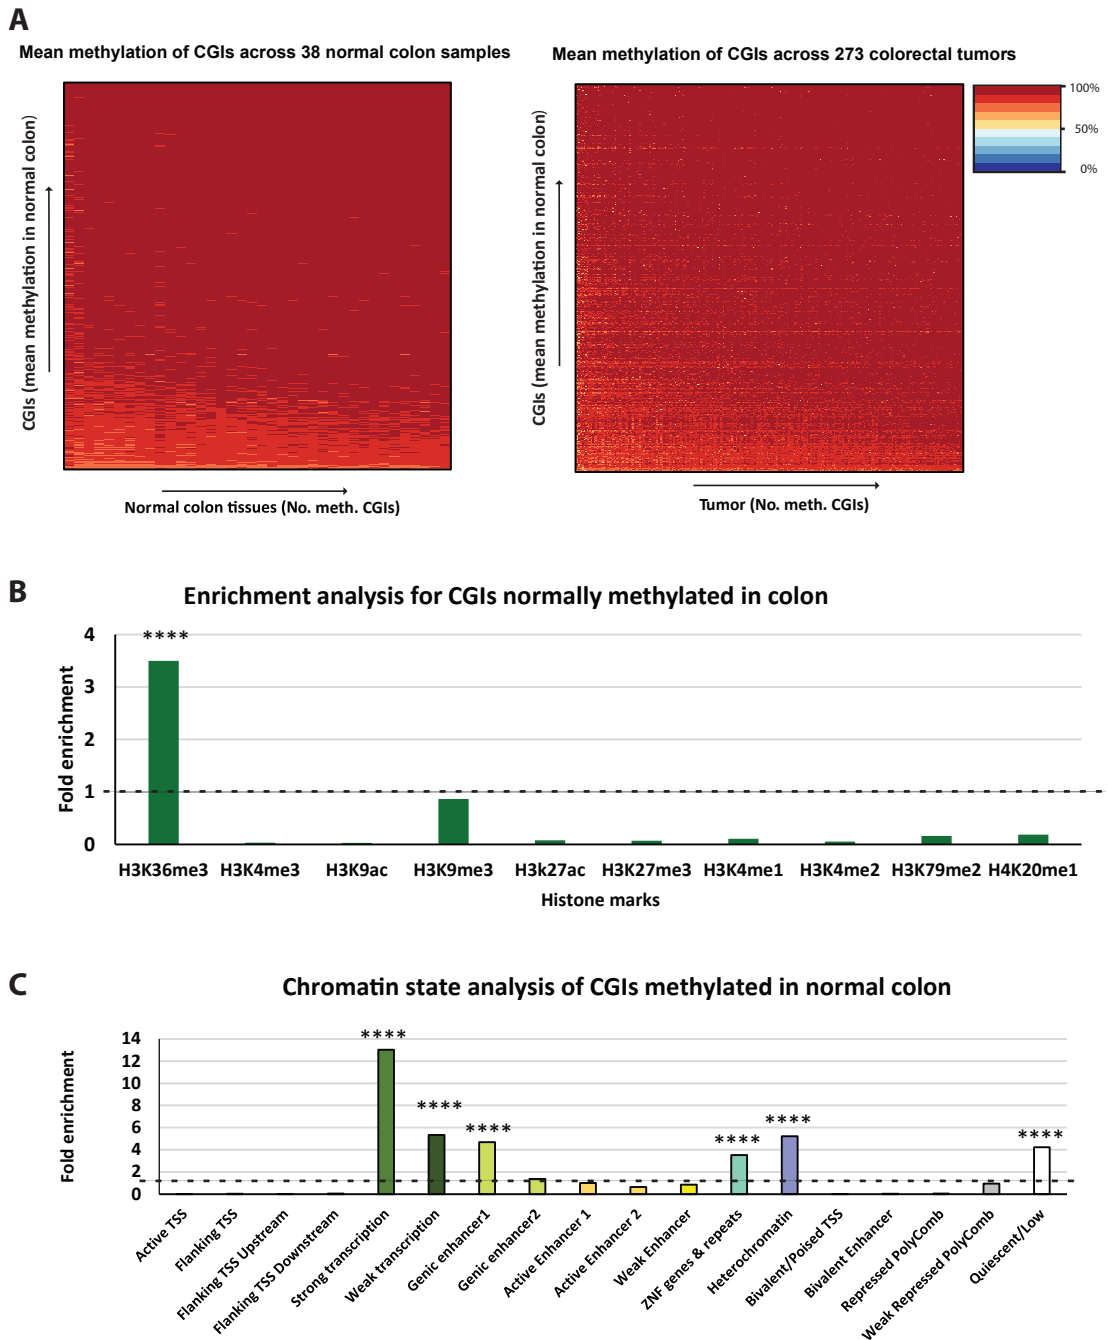 A
Mean methylation of CGIs across 38 normal colon samples
Mean methylation of CGIs across 273 colorectal tumors
CGIs (mean methylation in normal colon)
CGIs (mean methylation in normal colon)
100%
50%
0%
Normal colon tissues (No. meth. CGIs)
Tumor (No. meth. CGIs)
B
Enrichment analysis for CGIs normally methylated in colon
Fold enrichment
4
3
2
1
0
****
H3K36me3 H3K4me3 H3K9ac H3K9me3 H3k27ac H3K27me3 H3K4me1 H3K4me2 H3K79me2 H4K20me1
Histone marks
C
Chromatin state analysis of CGIs methylated in normal colon
Fold enrichment
14
12
10
8
6
4
2
0
****
****
****
****
****
****
Active TSS
Flanking TSS
Flanking TSS Upstream
Flanking TSS Downstream
Strong transcription
Weak transcription
Genic enhancer1
Genic enhancer2
Active Enhancer 1
Active Enhancer 2
Weak Enhancer
ZNF genes & repeats
Heterochromatin
Bivalent/Poised TSS
Bivalent Enhancer
Repressed PolyComb
Weak Repressed PolyComb
Quiescent/Low